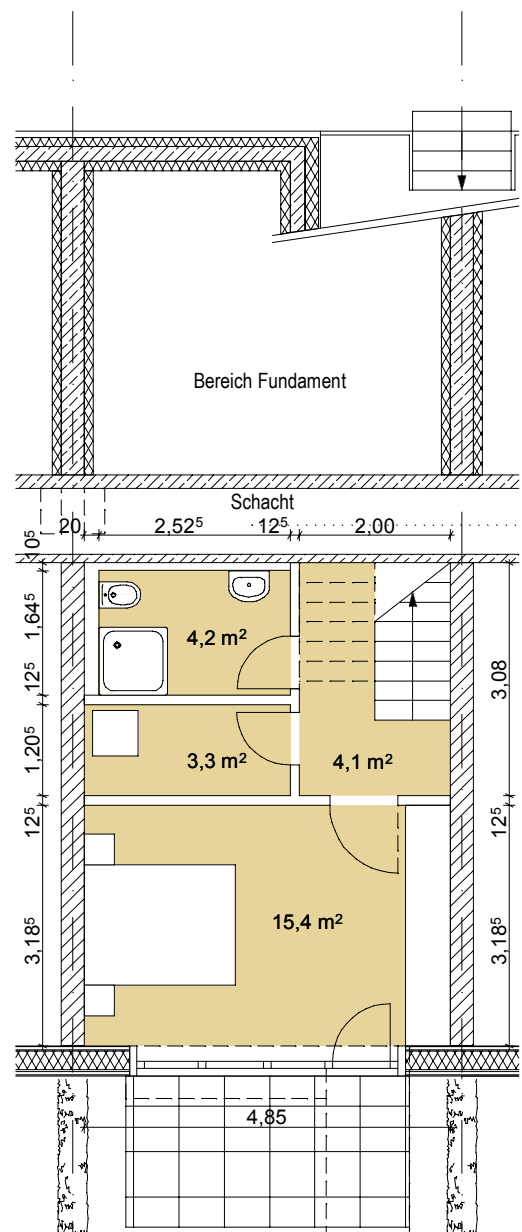 Bereich Fundament
Schacht
20 2,52⁵ 12⁵ 2,00
10⁵
1,64⁵
4,2 m²
12⁵
3,08
3,3 m² 4,1 m²
1,20⁵
12⁵ 12⁵
15,4 m²
3,18⁵ 3,18⁵
4,85